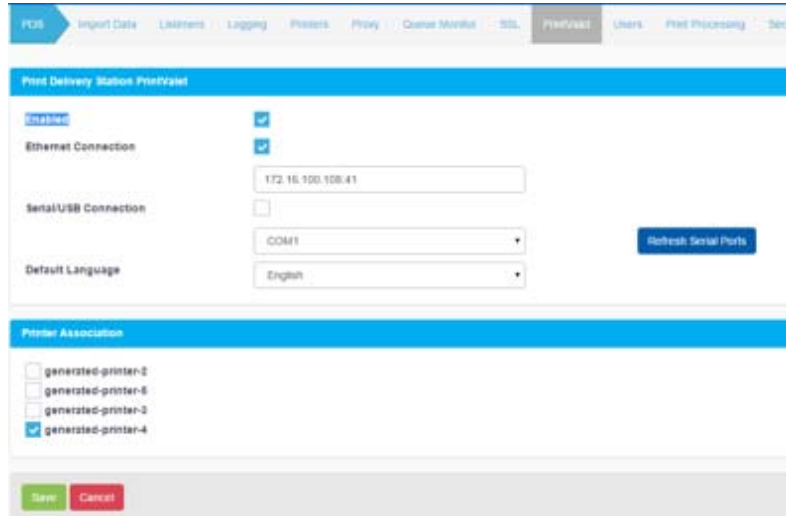 PDS Import Data Listeners Logging Printers Proxy Queue Monitor SSL PrintValet Users Print Processing Sec
Print Delivery Station PrintValet
Enabled
Ethernet Connection
172.16.100.108:41
Serial/USB Connection
COM1
Refresh Serial Ports
Default Language
English
Printer Association
generated-printer-2
generated-printer-5
generated-printer-3
generated-printer-4
Save Cancel